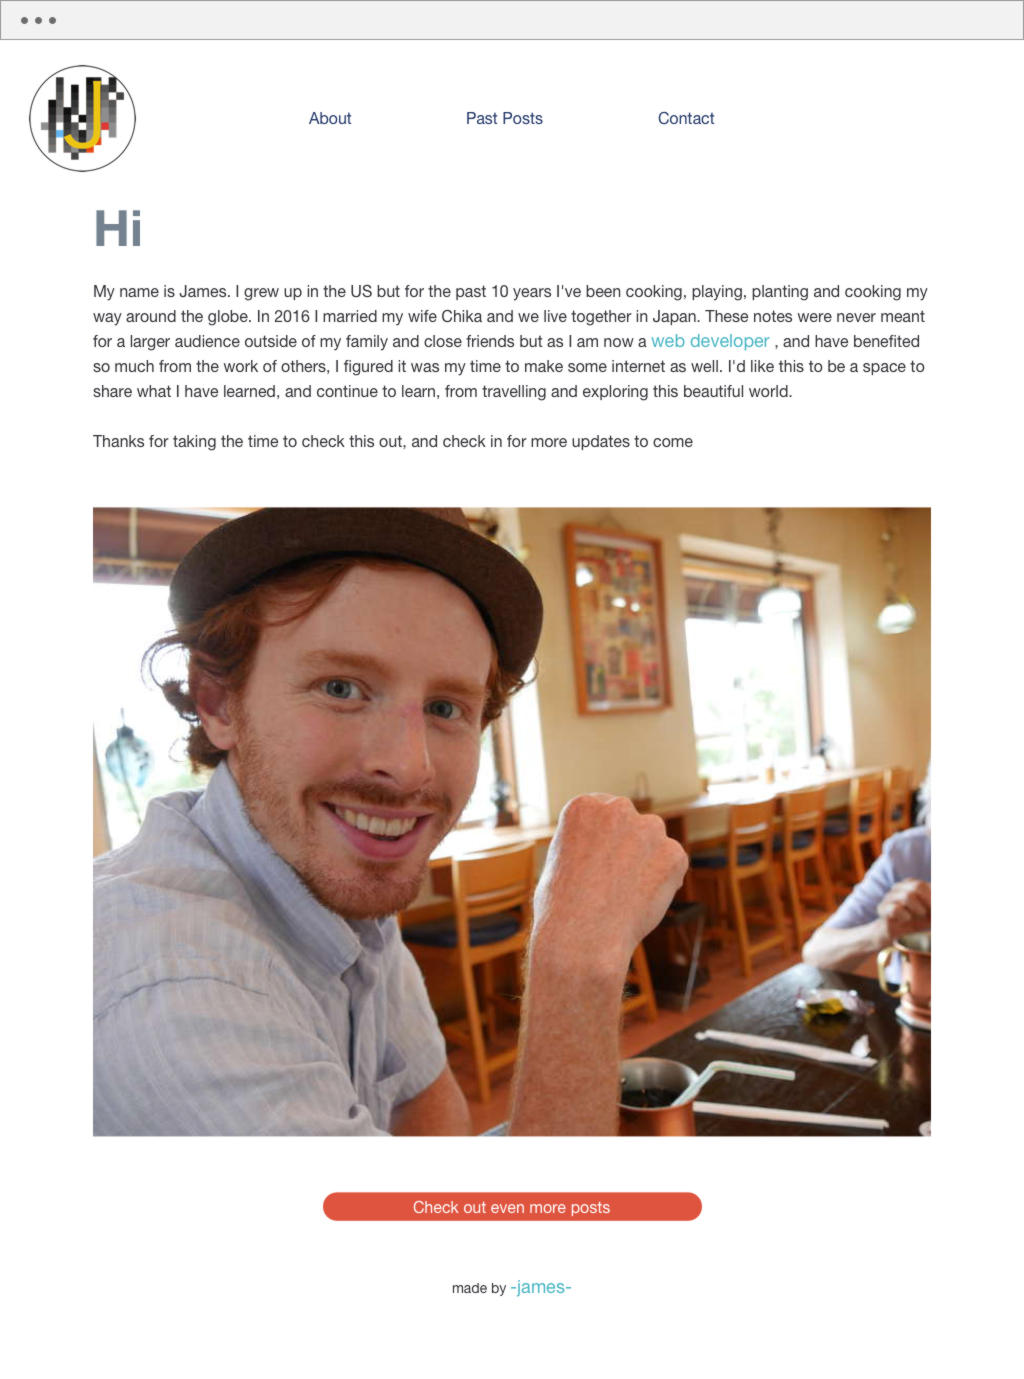 J
About Past Posts Contact
Hi
My name is James. I grew up in the US but for the past 10 years I've been cooking, playing, planting and cooking my
way around the globe. In 2016 I married my wife Chika and we live together in Japan. These notes were never meant
for a larger audience outside of my family and close friends but as I am now a web developer , and have benefited
so much from the work of others, I figured it was my time to make some internet as well. I'd like this to be a space to
share what I have learned, and continue to learn, from travelling and exploring this beautiful world.
Thanks for taking the time to check this out, and check in for more updates to come
Check out even more posts
made by -james-